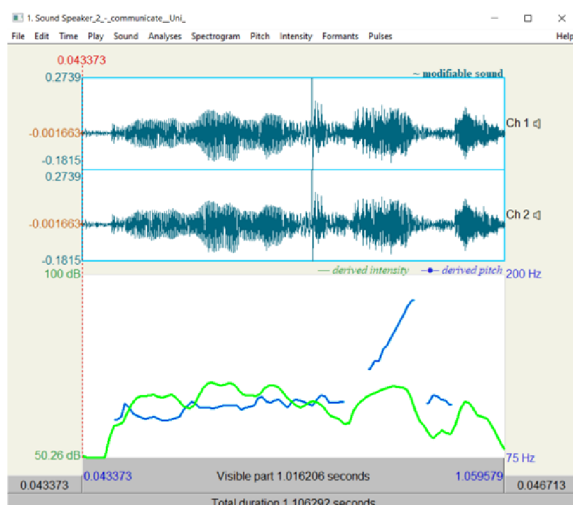 1. Sound Speaker_2_-_communicate__Uni_
File Edit Time Play Sound Analyses Spectrogram Pitch Intensity Formants Pulses Help
0.043373
0.2739
~ modifiable sound
-0.001663
Ch 1
-0.1815
0.2739
-0.001663
Ch 2
-0.1815
100 dB
derived intensity
derived pitch
200 Hz
50.26 dB
75 Hz
0.043373
0.043373
Visible part 1.016206 seconds
1.059579
0.046713
Total duration 1.106292 seconds